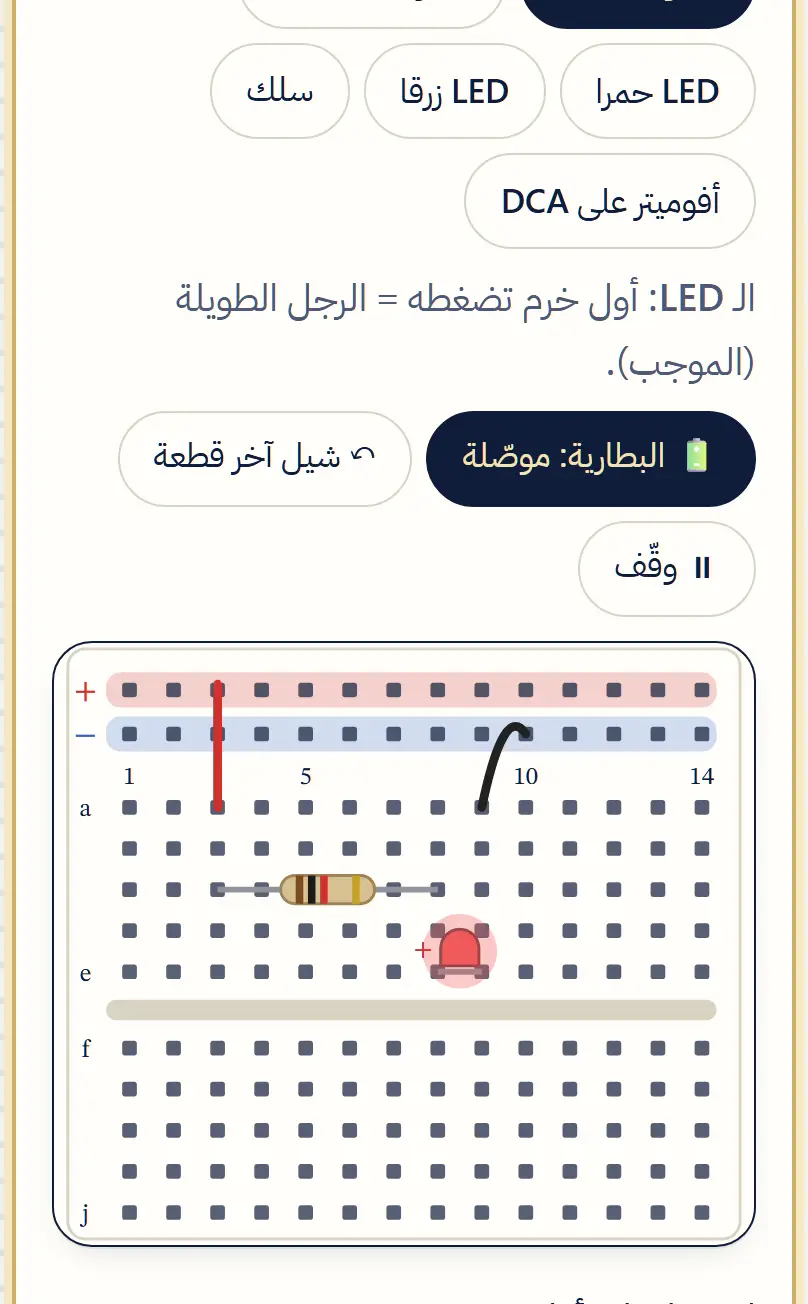 LED حمرا
LED زرقا
سلك
أفوميتر على DCA
الـ LED: أول خرم تضغطه = الرجل الطويلة
(الموجب).
🔋 البطارية: موصّلة
↶ شيل آخر قطعة
⏸ وقّف
+
−
1 5 10 14
a
+
e
f
j